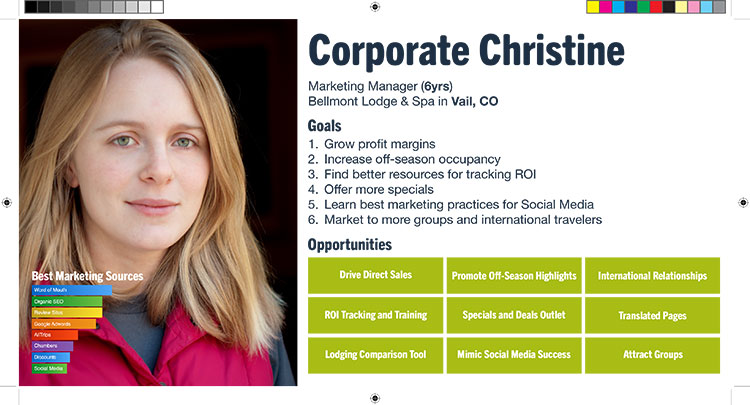 Corporate Christine
Marketing Manager (6yrs)
Bellmont Lodge & Spa in Vail, CO
Goals
1. Grow profit margins
2. Increase off-season occupancy
3. Find better resources for tracking ROI
4. Offer more specials
5. Learn best marketing practices for Social Media
6. Market to more groups and international travelers
Opportunities
Drive Direct Sales
Promote Off-Season Highlights
International Relationships
ROI Tracking and Training
Specials and Deals Outlet
Translated Pages
Lodging Comparison Tool
Mimic Social Media Success
Attract Groups
Best Marketing Sources
Word of Mouth
Organic SEO
Review Sites
Google Adwords
AllTrips
Chambers
Discounts
Social Media